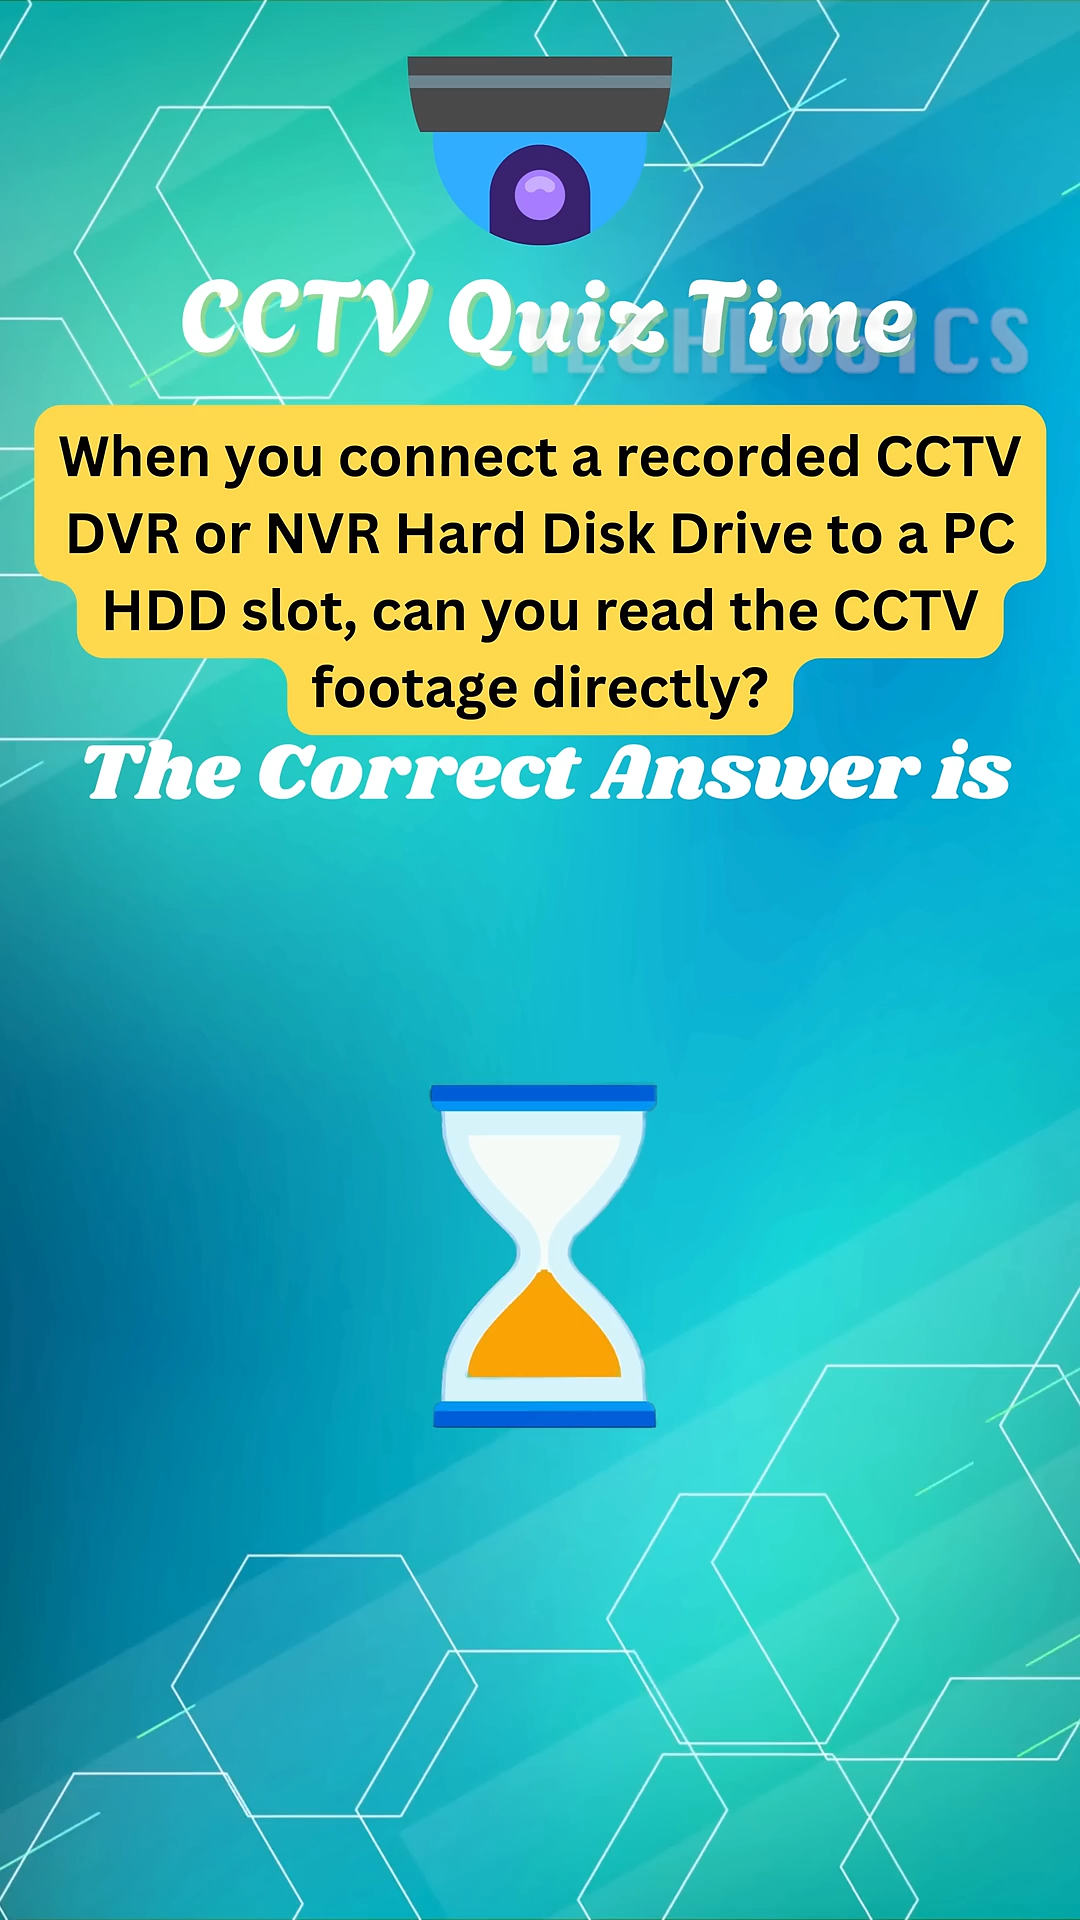 CCTV Quiz Time
TECHLOGICS
When you connect a recorded CCTV
DVR or NVR Hard Disk Drive to a PC
HDD slot, can you read the CCTV
footage directly?
The Correct Answer is